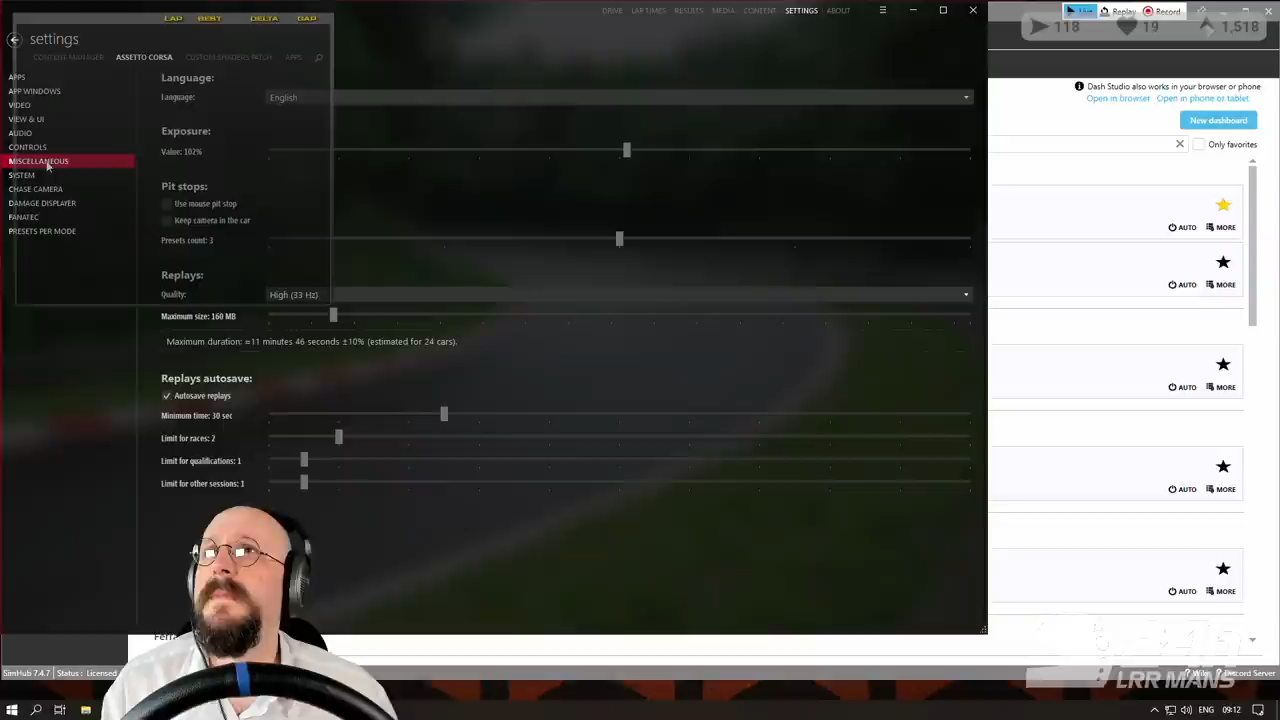 LAP BEST DELTA GAP
DRIVE LAP TIMES RESULTS MEDIA CONTENT SETTINGS ABOUT
Live Replay Record
118 19 1,518
settings
CONTENT MANAGER ASSETTO CORSA CUSTOM SHADERS PATCH APPS
APPS
APP WINDOWS
VIDEO
VIEW & UI
AUDIO
CONTROLS
MISCELLANEOUS
SYSTEM
CHASE CAMERA
DAMAGE DISPLAYER
FANATEC
PRESETS PER MODE
Language:
Language: English
Exposure:
Value: 102%
Pit stops:
Use mouse pit stop
Keep camera in the car
Presets count: 3
Replays:
Quality: High (33 Hz)
Maximum size: 160 MB
Maximum duration: ≈11 minutes 46 seconds ±10% (estimated for 24 cars).
Replays autosave:
Autosave replays
Minimum time: 30 sec
Limit for races: 2
Limit for qualifications: 1
Limit for other sessions: 1
Dash Studio also works in your browser or phone
Open in browser Open in phone or tablet
New dashboard
Only favorites
AUTO MORE
AUTO MORE
AUTO MORE
AUTO MORE
AUTO MORE
SimHub 7.4.7 Status : Licensed
Wiki Discord Server
LRR MANS
ENG 09:12